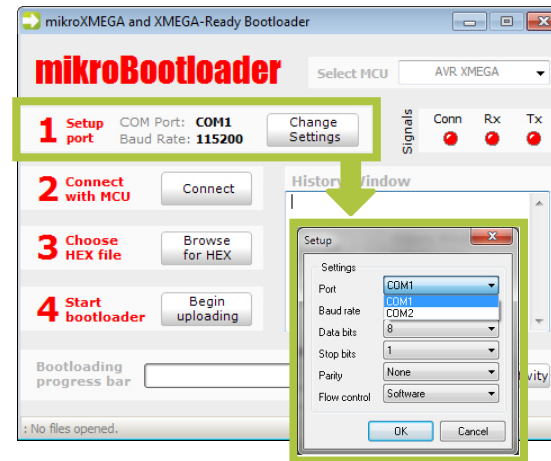 mikroXMEGA and XMEGA-Ready Bootloader
mikroBootloader
Select MCU AVR XMEGA
1 Setup port COM Port: COM1
Baud Rate: 115200
Change Settings
Signals
Conn Rx Tx
2 Connect with MCU
Connect
History Window
3 Choose HEX file
Browse for HEX
4 Start bootloader
Begin uploading
Bootloading progress bar
vity
: No files opened.
Setup
Settings
Port COM1
COM1
COM2
Baud rate
Data bits 8
Stop bits 1
Parity None
Flow control Software
OK Cancel